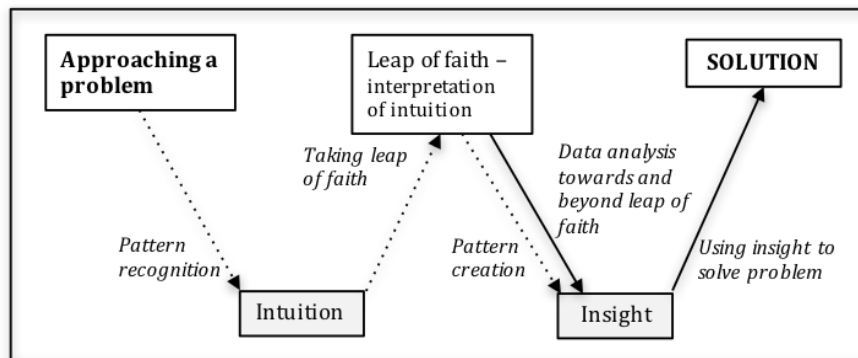 Approaching a
problem
Leap of faith –
interpretation
of intuition
SOLUTION
Taking leap
of faith
Data analysis
towards and
beyond leap of
faith
Pattern
recognition
Pattern
creation
Using insight to
solve problem
Intuition
Insight